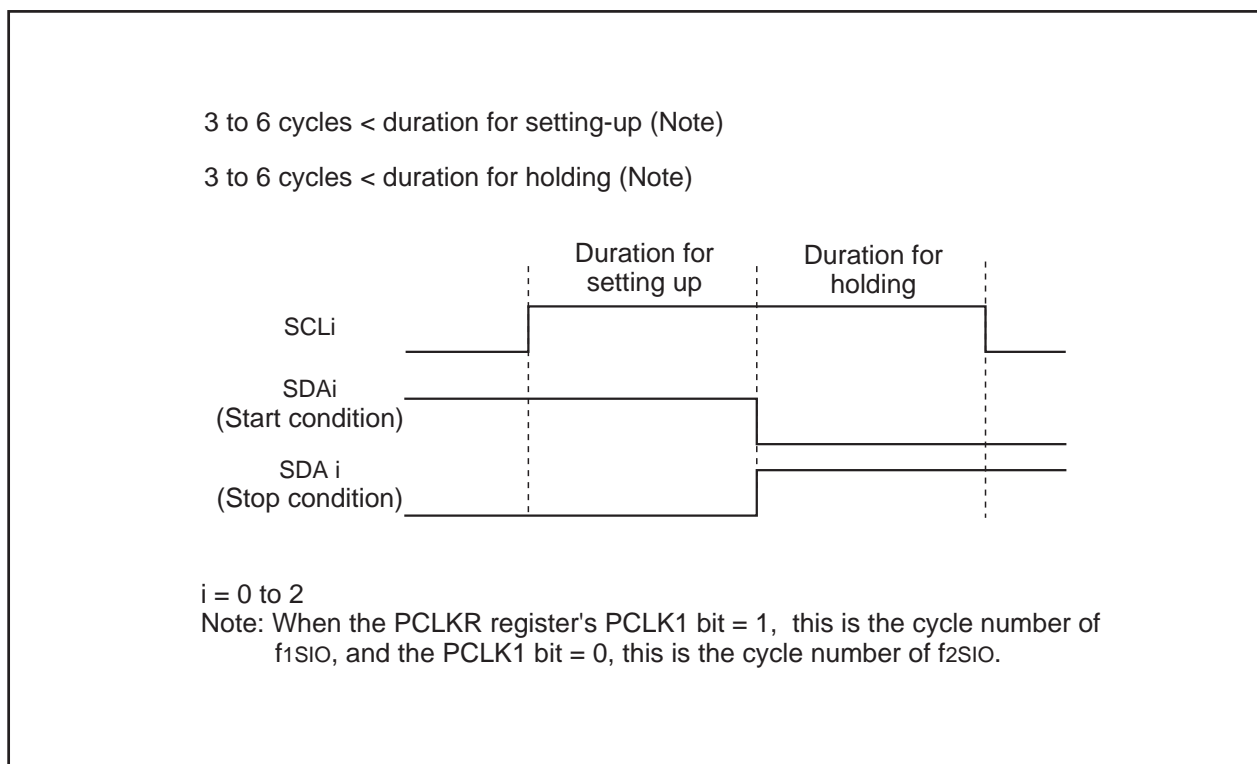 3 to 6 cycles < duration for setting-up (Note)
3 to 6 cycles < duration for holding (Note)
Duration for
setting up
Duration for
holding
SCLi
SDAi
(Start condition)
SDA i
(Stop condition)
i = 0 to 2
Note: When the PCLKR register's PCLK1 bit = 1, this is the cycle number of
f1SIO, and the PCLK1 bit = 0, this is the cycle number of f2SIO.